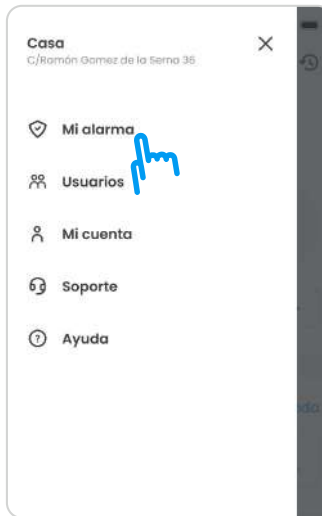 Casa
C/Ramón Gomez de la Serna 36
Mi alarma
Usuarios
Mi cuenta
Soporte
? Ayuda